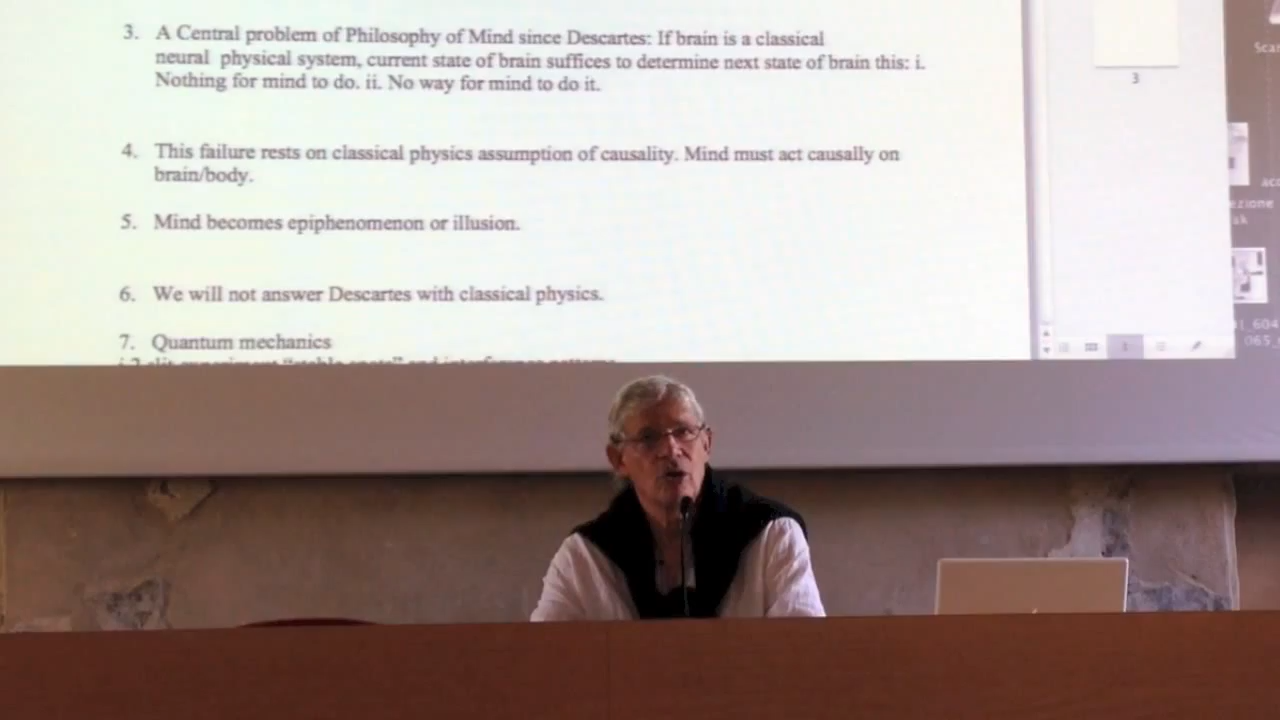 3. A Central problem of Philosophy of Mind since Descartes: If brain is a classical
neural physical system, current state of brain suffices to determine next state of brain this: i.
Nothing for mind to do. ii. No way for mind to do it.
4. This failure rests on classical physics assumption of causality. Mind must act causally on
brain/body.
5. Mind becomes epiphenomenon or illusion.
6. We will not answer Descartes with classical physics.
7. Quantum mechanics
3